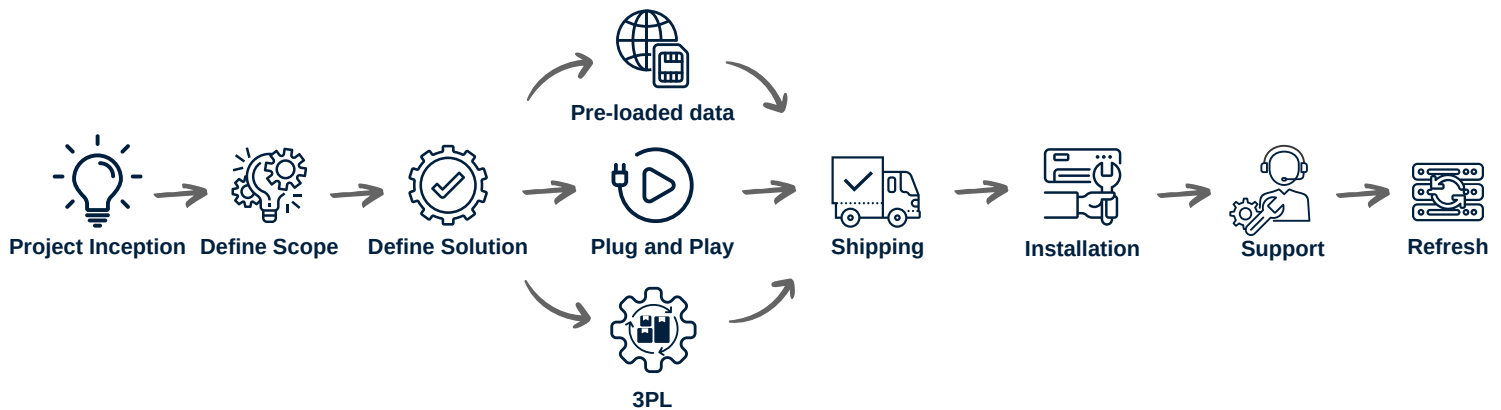 Pre-loaded data
Project Inception
Define Scope
Define Solution
Plug and Play
Shipping
Installation
Support
Refresh
3PL